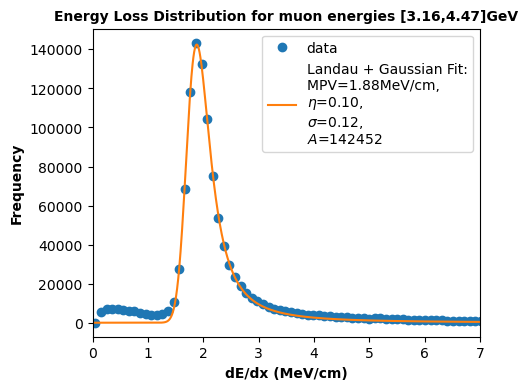 Energy Loss Distribution for muon energies [3.16,4.47]GeV
140000
120000
100000
80000
60000
40000
20000
0
Frequency
data
Landau + Gaussian Fit:
MPV=1.88MeV/cm,
η=0.10,
σ=0.12,
A=142452
0 1 2 3 4 5 6 7
dE/dx (MeV/cm)